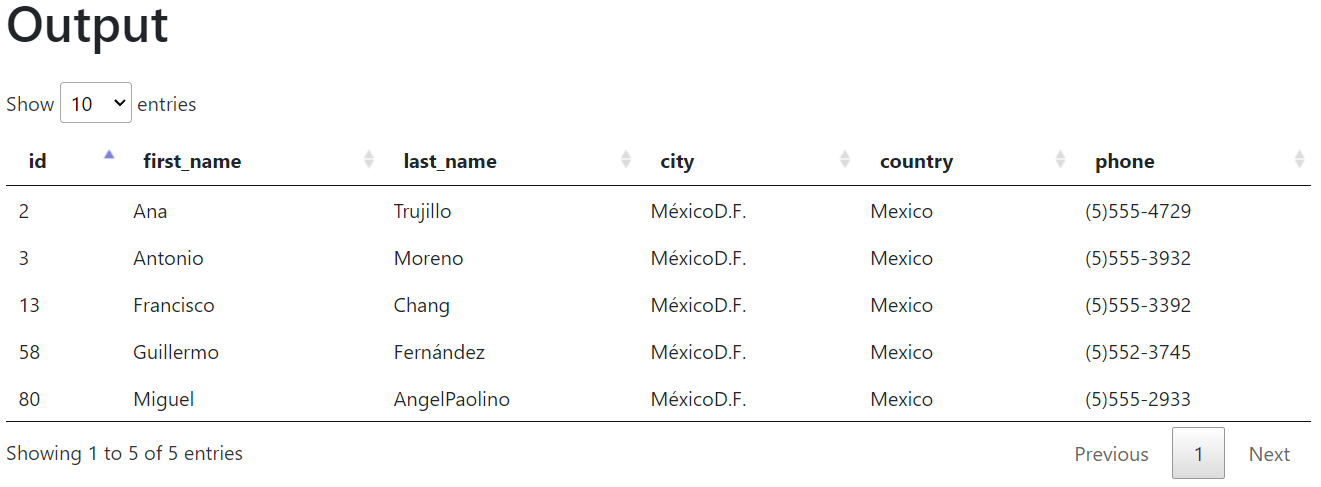 Output
Show 10 entries
id first_name last_name city country phone
2 Ana Trujillo MéxicoD.F. Mexico (5)555-4729
3 Antonio Moreno MéxicoD.F. Mexico (5)555-3932
13 Francisco Chang MéxicoD.F. Mexico (5)555-3392
58 Guillermo Fernández MéxicoD.F. Mexico (5)552-3745
80 Miguel AngelPaolino MéxicoD.F. Mexico (5)555-2933
Showing 1 to 5 of 5 entries Previous 1 Next